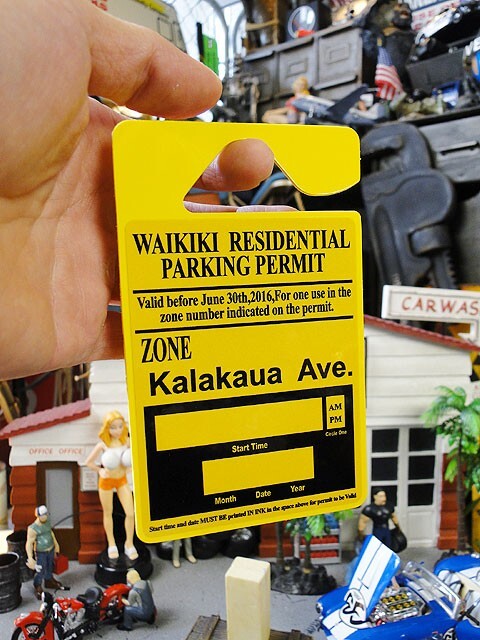 WAIKIKI RESIDENTIAL
PARKING PERMIT
Valid before June 30th,2016,For one use in the
zone number indicated on the permit.
ZONE
Kalakaua Ave.
AM
PM
Circle One
Start Time
Month Date Year
Start time and date MUST BE printed IN INK in the space above for permit to be Valid
CARWAS
OFFICE OFFICE